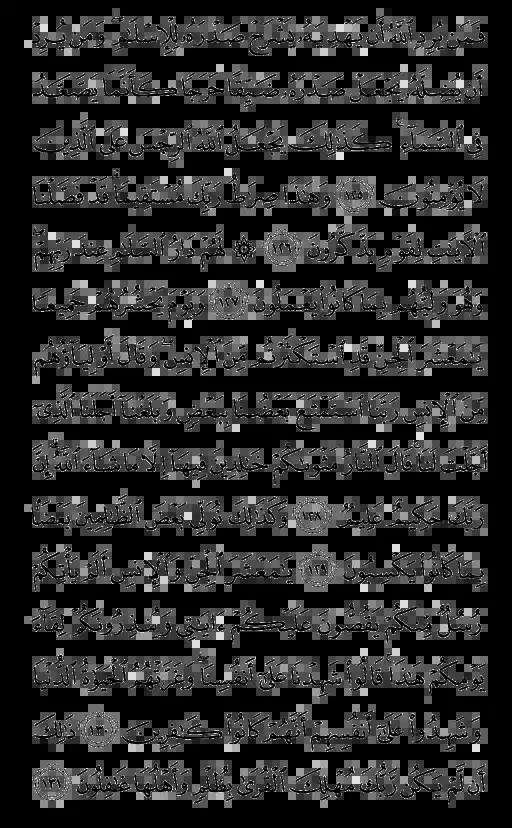 فَمَن يُرِدِ ٱللَّهُ أَن يَهْدِيَهُۥ يَشْرَحْ صَدْرَهُۥ لِلْإِسْلَٰمِ ۖ وَمَن يُرِدْ
أَن يُضِلَّهُۥ يَجْعَلْ صَدْرَهُۥ ضَيِّقًا حَرَجًا كَأَنَّمَا يَصَّعَّدُ
فِى ٱلسَّمَآءِ ۚ كَذَٰلِكَ يَجْعَلُ ٱللَّهُ ٱلرِّجْسَ عَلَى ٱلَّذِينَ
لَا يُؤْمِنُونَ ١٢٥ وَهَٰذَا صِرَٰطُ رَبِّكَ مُسْتَقِيمًا ۗ قَدْ فَصَّلْنَا
ٱلْءَايَٰتِ لِقَوْمٍ يَذَّكَّرُونَ ١٢٦ ۞ لَهُمْ دَارُ ٱلسَّلَٰمِ عِندَ رَبِّهِمْ ۖ
وَهُوَ وَلِيُّهُم بِمَا كَانُوا۟ يَعْمَلُونَ ١٢٧ وَيَوْمَ يَحْشُرُهُمْ جَمِيعًا
يَٰمَعْشَرَ ٱلْجِنِّ قَدِ ٱسْتَكْثَرْتُم مِّنَ ٱلْإِنسِ ۖ وَقَالَ أَوْلِيَآؤُهُم
مِّنَ ٱلْإِنسِ رَبَّنَا ٱسْتَمْتَعَ بَعْضُنَا بِبَعْضٍ وَبَلَغْنَآ أَجَلَنَا ٱلَّذِىٓ
أَجَّلْتَ لَنَا ۚ قَالَ ٱلنَّارُ مَثْوَىٰكُمْ خَٰلِدِينَ فِيهَآ إِلَّا مَا شَآءَ ٱللَّهُ ۗ إِنَّ
رَبَّكَ حَكِيمٌ عَلِيمٌ ١٢٨ وَكَذَٰلِكَ نُوَلِّى بَعْضَ ٱلظَّٰلِمِينَ بَعْضًۢا
بِمَا كَانُوا۟ يَكْسِبُونَ ١٢٩ يَٰمَعْشَرَ ٱلْجِنِّ وَٱلْإِنسِ أَلَمْ يَأْتِكُمْ
رُسُلٌ مِّنكُمْ يَقُصُّونَ عَلَيْكُمْ ءَايَٰتِى وَيُنذِرُونَكُمْ لِقَآءَ
يَوْمِكُمْ هَٰذَا ۚ قَالُوا۟ شَهِدْنَا عَلَىٰٓ أَنفُسِنَا ۖ وَغَرَّتْهُمُ ٱلْحَيَوٰةُ ٱلدُّنْيَا
وَشَهِدُوا۟ عَلَىٰٓ أَنفُسِهِمْ أَنَّهُمْ كَانُوا۟ كَٰفِرِينَ ١٣٠ ذَٰلِكَ
أَن لَّمْ يَكُن رَّبُّكَ مُهْلِكَ ٱلْقُرَىٰ بِظُلْمٍ وَأَهْلُهَا غَٰفِلُونَ ١٣١